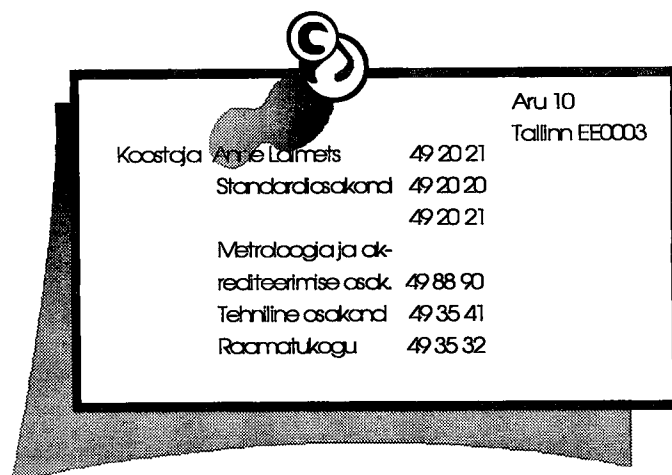 Aru 10
Tallinn EE0003
Koostaja Anne Laimets 49 20 21
Standardiosakond 49 20 20
49 20 21
Metroloogia ja ak-
rediteerimise osak. 49 88 90
Tehniline osakond 49 35 41
Raamatukogu 49 35 32